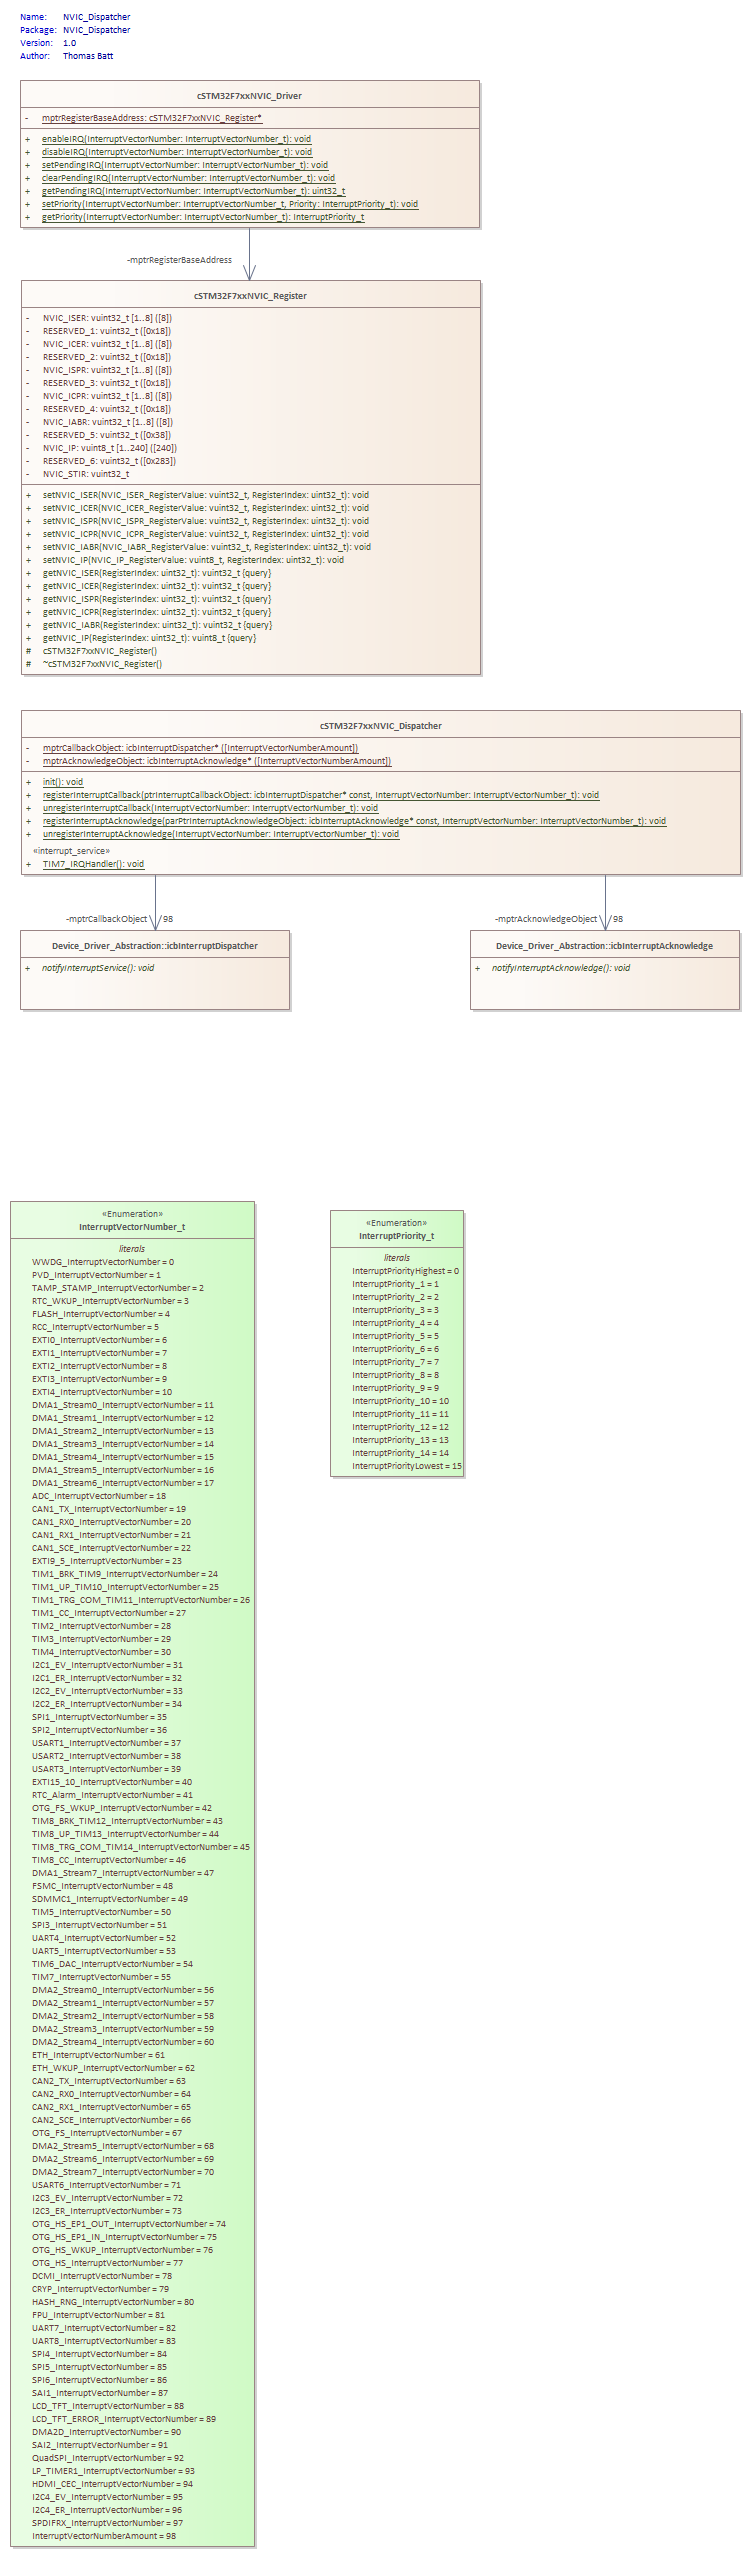 Name: NVIC_Dispatcher
Package: NVIC_Dispatcher
Version: 1.0
Author: Thomas Batt
cSTM32F7xxNVIC_Driver
- mptrRegisterBaseAddress: cSTM32F7xxNVIC_Register*
+ enableIRQ(InterruptVectorNumber: InterruptVectorNumber_t): void
+ disableIRQ(InterruptVectorNumber: InterruptVectorNumber_t): void
+ setPendingIRQ(InterruptVectorNumber: InterruptVectorNumber_t): void
+ clearPendingIRQ(InterruptVectorNumber: InterruptVectorNumber_t): void
+ getPendingIRQ(InterruptVectorNumber: InterruptVectorNumber_t): uint32_t
+ setPriority(InterruptVectorNumber: InterruptVectorNumber_t, Priority: InterruptPriority_t): void
+ getPriority(InterruptVectorNumber: InterruptVectorNumber_t): InterruptPriority_t
-mptrRegisterBaseAddress
cSTM32F7xxNVIC_Register
- NVIC_ISER: vuint32_t [1..8] ([8])
- RESERVED_1: vuint32_t ([0x18])
- NVIC_ICER: vuint32_t [1..8] ([8])
- RESERVED_2: vuint32_t ([0x18])
- NVIC_ISPR: vuint32_t [1..8] ([8])
- RESERVED_3: vuint32_t ([0x18])
- NVIC_ICPR: vuint32_t [1..8] ([8])
- RESERVED_4: vuint32_t ([0x18])
- NVIC_IABR: vuint32_t [1..8] ([8])
- RESERVED_5: vuint32_t ([0x38])
- NVIC_IP: vuint8_t [1..240] ([240])
- RESERVED_6: vuint32_t ([0x283])
- NVIC_STIR: vuint32_t
+ setNVIC_ISER(NVIC_ISER_RegisterValue: vuint32_t, RegisterIndex: uint32_t): void
+ setNVIC_ICER(NVIC_ICER_RegisterValue: vuint32_t, RegisterIndex: uint32_t): void
+ setNVIC_ISPR(NVIC_ISPR_RegisterValue: vuint32_t, RegisterIndex: uint32_t): void
+ setNVIC_ICPR(NVIC_ICPR_RegisterValue: vuint32_t, RegisterIndex: uint32_t): void
+ setNVIC_IABR(NVIC_IABR_RegisterValue: vuint32_t, RegisterIndex: uint32_t): void
+ setNVIC_IP(NVIC_IP_RegisterValue: vuint8_t, RegisterIndex: uint32_t): void
+ getNVIC_ISER(RegisterIndex: uint32_t): vuint32_t {query}
+ getNVIC_ICER(RegisterIndex: uint32_t): vuint32_t {query}
+ getNVIC_ISPR(RegisterIndex: uint32_t): vuint32_t {query}
+ getNVIC_ICPR(RegisterIndex: uint32_t): vuint32_t {query}
+ getNVIC_IABR(RegisterIndex: uint32_t): vuint32_t {query}
+ getNVIC_IP(RegisterIndex: uint32_t): vuint8_t {query}
# cSTM32F7xxNVIC_Register()
# ~cSTM32F7xxNVIC_Register()
cSTM32F7xxNVIC_Dispatcher
- mptrCallbackObject: icbInterruptDispatcher* ([InterruptVectorNumberAmount])
- mptrAcknowledgeObject: icbInterruptAcknowledge* ([InterruptVectorNumberAmount])
+ init(): void
+ registerInterruptCallback(ptrInterruptCallbackObject: icbInterruptDispatcher* const, InterruptVectorNumber: InterruptVectorNumber_t): void
+ unregisterInterruptCallback(InterruptVectorNumber: InterruptVectorNumber_t): void
+ registerInterruptAcknowledge(parPtrInterruptAcknowledgeObject: icbInterruptAcknowledge* const, InterruptVectorNumber: InterruptVectorNumber_t): void
+ unregisterInterruptAcknowledge(InterruptVectorNumber: InterruptVectorNumber_t): void
«interrupt_service»
+ TIM7_IRQHandler(): void
-mptrCallbackObject 98
-mptrAcknowledgeObject 98
Device_Driver_Abstraction::icbInterruptDispatcher
+ notifyInterruptService(): void
Device_Driver_Abstraction::icbInterruptAcknowledge
+ notifyInterruptAcknowledge(): void
«Enumeration»
InterruptVectorNumber_t
literals
WWDG_InterruptVectorNumber = 0
PVD_InterruptVectorNumber = 1
TAMP_STAMP_InterruptVectorNumber = 2
RTC_WKUP_InterruptVectorNumber = 3
FLASH_InterruptVectorNumber = 4
RCC_InterruptVectorNumber = 5
EXTI0_InterruptVectorNumber = 6
EXTI1_InterruptVectorNumber = 7
EXTI2_InterruptVectorNumber = 8
EXTI3_InterruptVectorNumber = 9
EXTI4_InterruptVectorNumber = 10
DMA1_Stream0_InterruptVectorNumber = 11
DMA1_Stream1_InterruptVectorNumber = 12
DMA1_Stream2_InterruptVectorNumber = 13
DMA1_Stream3_InterruptVectorNumber = 14
DMA1_Stream4_InterruptVectorNumber = 15
DMA1_Stream5_InterruptVectorNumber = 16
DMA1_Stream6_InterruptVectorNumber = 17
ADC_InterruptVectorNumber = 18
CAN1_TX_InterruptVectorNumber = 19
CAN1_RX0_InterruptVectorNumber = 20
CAN1_RX1_InterruptVectorNumber = 21
CAN1_SCE_InterruptVectorNumber = 22
EXTI9_5_InterruptVectorNumber = 23
TIM1_BRK_TIM9_InterruptVectorNumber = 24
TIM1_UP_TIM10_InterruptVectorNumber = 25
TIM1_TRG_COM_TIM11_InterruptVectorNumber = 26
TIM1_CC_InterruptVectorNumber = 27
TIM2_InterruptVectorNumber = 28
TIM3_InterruptVectorNumber = 29
TIM4_InterruptVectorNumber = 30
I2C1_EV_InterruptVectorNumber = 31
I2C1_ER_InterruptVectorNumber = 32
I2C2_EV_InterruptVectorNumber = 33
I2C2_ER_InterruptVectorNumber = 34
SPI1_InterruptVectorNumber = 35
SPI2_InterruptVectorNumber = 36
USART1_InterruptVectorNumber = 37
USART2_InterruptVectorNumber = 38
USART3_InterruptVectorNumber = 39
EXTI15_10_InterruptVectorNumber = 40
RTC_Alarm_InterruptVectorNumber = 41
OTG_FS_WKUP_InterruptVectorNumber = 42
TIM8_BRK_TIM12_InterruptVectorNumber = 43
TIM8_UP_TIM13_InterruptVectorNumber = 44
TIM8_TRG_COM_TIM14_InterruptVectorNumber = 45
TIM8_CC_InterruptVectorNumber = 46
DMA1_Stream7_InterruptVectorNumber = 47
FSMC_InterruptVectorNumber = 48
SDMMC1_InterruptVectorNumber = 49
TIM5_InterruptVectorNumber = 50
SPI3_InterruptVectorNumber = 51
UART4_InterruptVectorNumber = 52
UART5_InterruptVectorNumber = 53
TIM6_DAC_InterruptVectorNumber = 54
TIM7_InterruptVectorNumber = 55
DMA2_Stream0_InterruptVectorNumber = 56
DMA2_Stream1_InterruptVectorNumber = 57
DMA2_Stream2_InterruptVectorNumber = 58
DMA2_Stream3_InterruptVectorNumber = 59
DMA2_Stream4_InterruptVectorNumber = 60
ETH_InterruptVectorNumber = 61
ETH_WKUP_InterruptVectorNumber = 62
CAN2_TX_InterruptVectorNumber = 63
CAN2_RX0_InterruptVectorNumber = 64
CAN2_RX1_InterruptVectorNumber = 65
CAN2_SCE_InterruptVectorNumber = 66
OTG_FS_InterruptVectorNumber = 67
DMA2_Stream5_InterruptVectorNumber = 68
DMA2_Stream6_InterruptVectorNumber = 69
DMA2_Stream7_InterruptVectorNumber = 70
USART6_InterruptVectorNumber = 71
I2C3_EV_InterruptVectorNumber = 72
I2C3_ER_InterruptVectorNumber = 73
OTG_HS_EP1_OUT_InterruptVectorNumber = 74
OTG_HS_EP1_IN_InterruptVectorNumber = 75
OTG_HS_WKUP_InterruptVectorNumber = 76
OTG_HS_InterruptVectorNumber = 77
DCMI_InterruptVectorNumber = 78
CRYP_InterruptVectorNumber = 79
HASH_RNG_InterruptVectorNumber = 80
FPU_InterruptVectorNumber = 81
UART7_InterruptVectorNumber = 82
UART8_InterruptVectorNumber = 83
SPI4_InterruptVectorNumber = 84
SPI5_InterruptVectorNumber = 85
SPI6_InterruptVectorNumber = 86
SAI1_InterruptVectorNumber = 87
LCD_TFT_InterruptVectorNumber = 88
LCD_TFT_ERROR_InterruptVectorNumber = 89
DMA2D_InterruptVectorNumber = 90
SAI2_InterruptVectorNumber = 91
QuadSPI_InterruptVectorNumber = 92
LP_TIMER1_InterruptVectorNumber = 93
HDMI_CEC_InterruptVectorNumber = 94
I2C4_EV_InterruptVectorNumber = 95
I2C4_ER_InterruptVectorNumber = 96
SPDIFRX_InterruptVectorNumber = 97
InterruptVectorNumberAmount = 98
«Enumeration»
InterruptPriority_t
literals
InterruptPriorityHighest = 0
InterruptPriority_1 = 1
InterruptPriority_2 = 2
InterruptPriority_3 = 3
InterruptPriority_4 = 4
InterruptPriority_5 = 5
InterruptPriority_6 = 6
InterruptPriority_7 = 7
InterruptPriority_8 = 8
InterruptPriority_9 = 9
InterruptPriority_10 = 10
InterruptPriority_11 = 11
InterruptPriority_12 = 12
InterruptPriority_13 = 13
InterruptPriority_14 = 14
InterruptPriorityLowest = 15